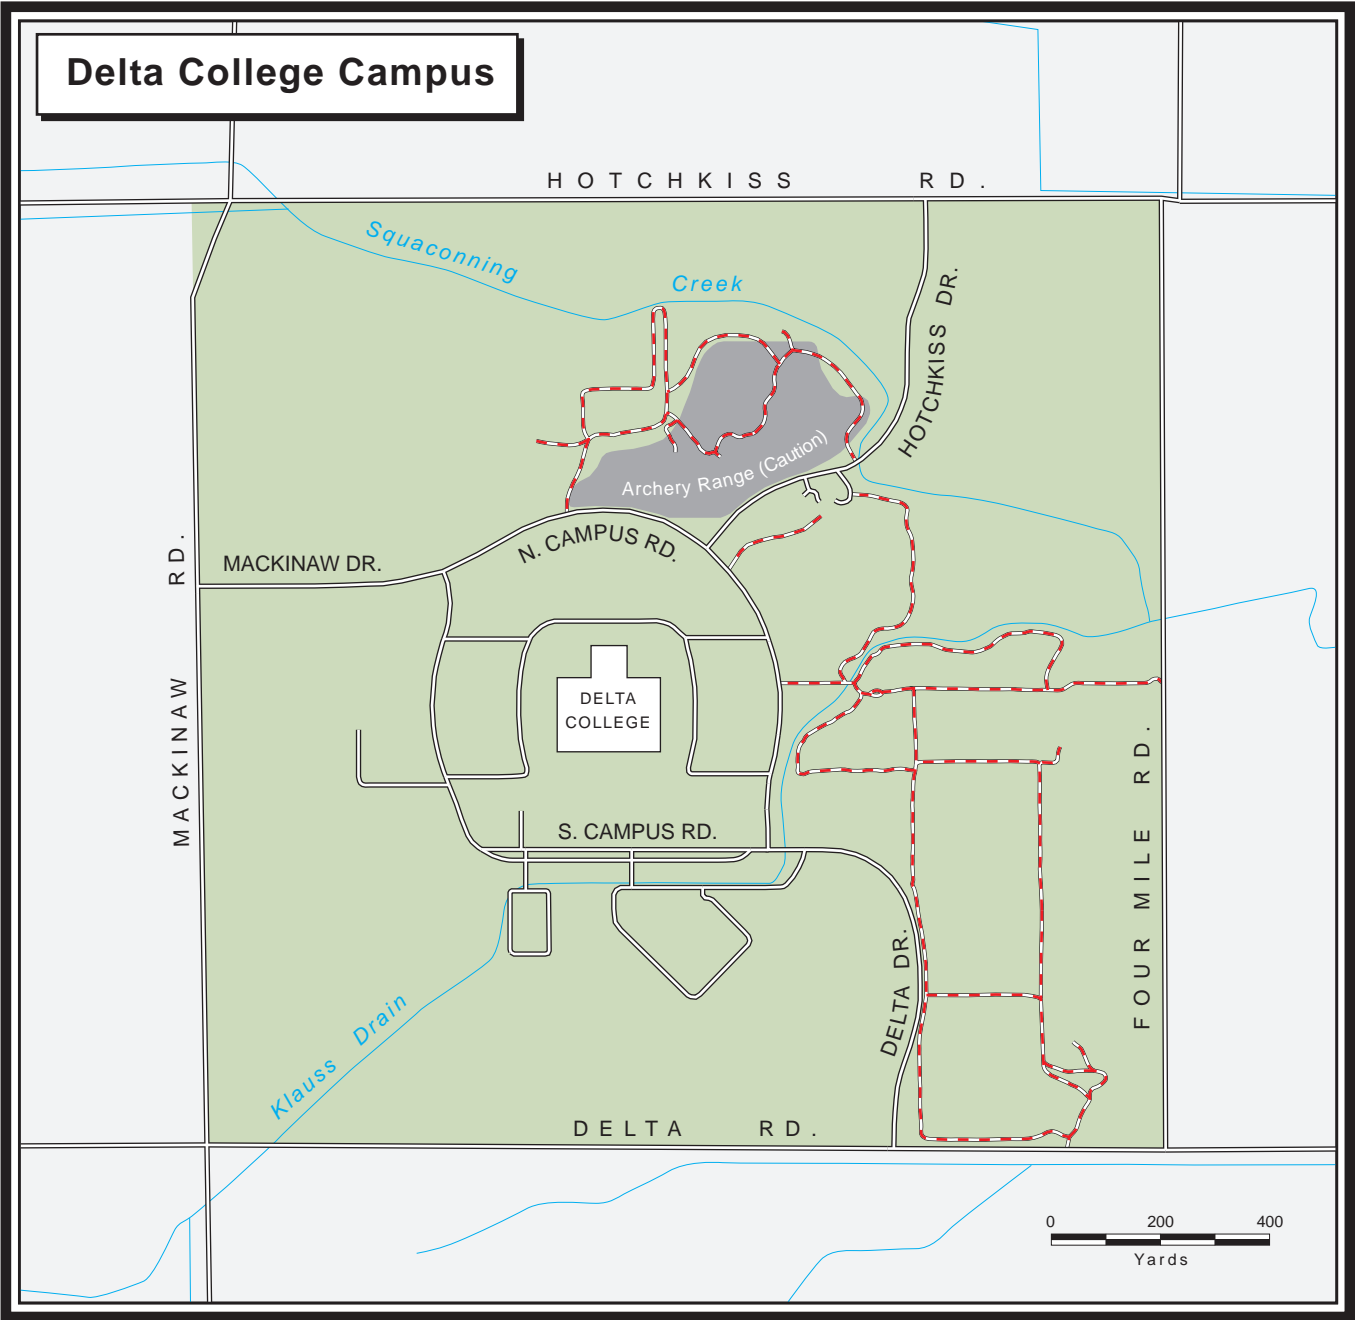 Delta College Campus
HOTCHKISS RD.
Squaconning
Creek
HOTCHKISS DR.
Archery Range (Caution)
N. CAMPUS RD.
MACKINAW DR.
MACKINAW RD.
DELTA
COLLEGE
S. CAMPUS RD.
FOUR MILE RD.
DELTA DR.
Klauss Drain
DELTA RD.
0 200 400
Yards